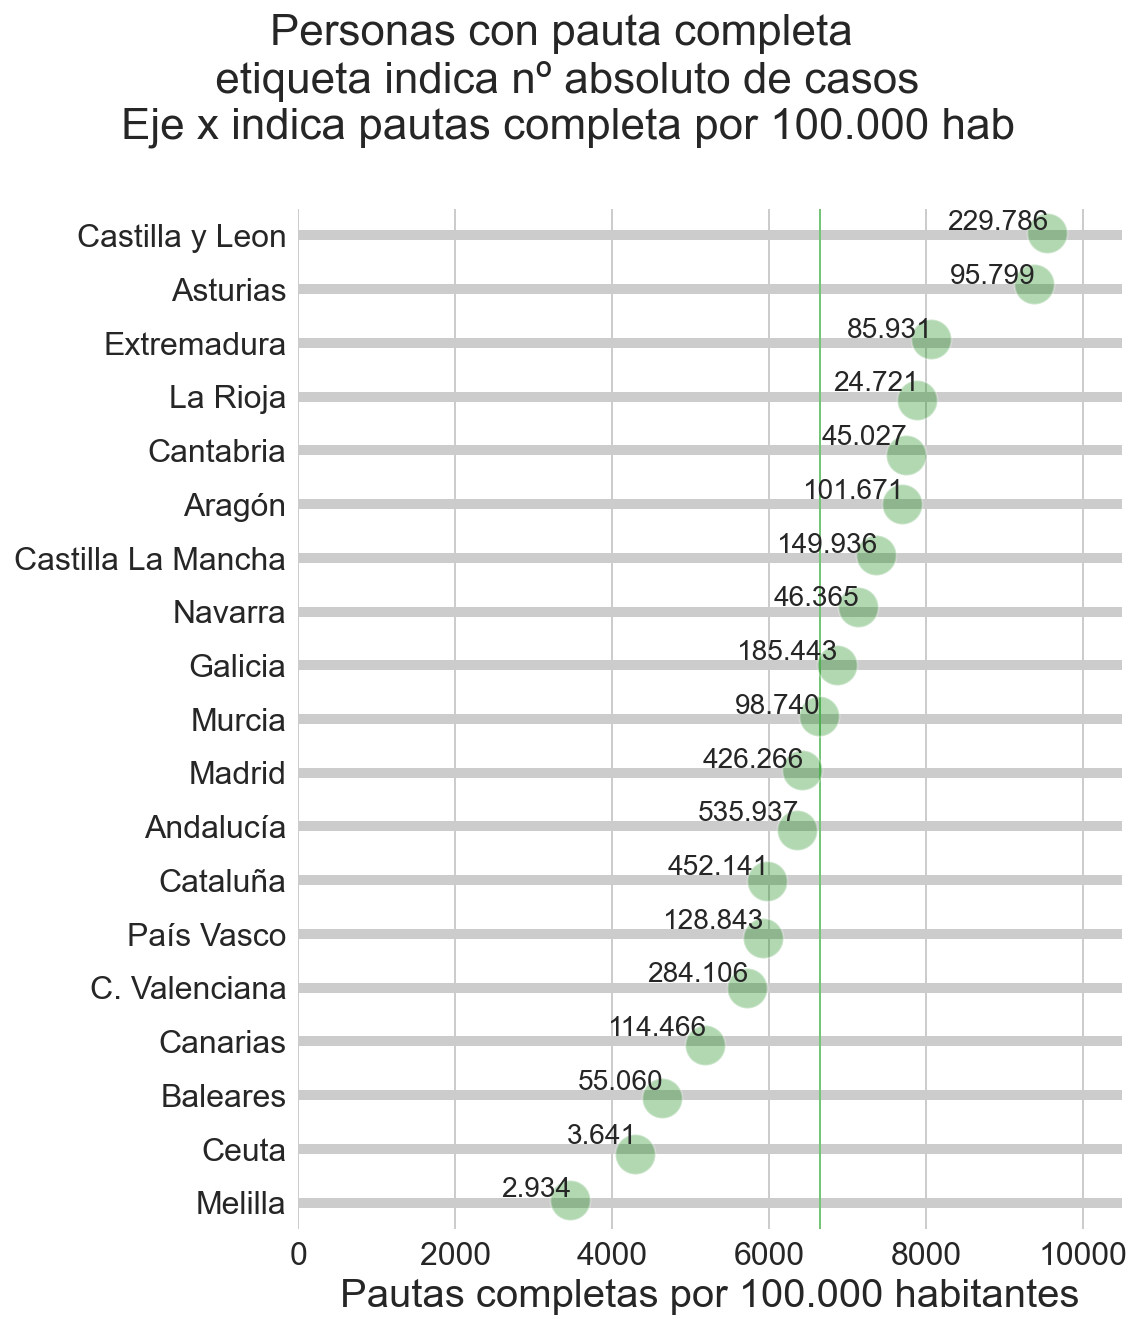 Personas con pauta completa
etiqueta indica nº absoluto de casos
Eje x indica pautas completa por 100.000 hab
Castilla y Leon 229.786
Asturias 95.799
Extremadura 85.931
La Rioja 24.721
Cantabria 45.027
Aragón 101.671
Castilla La Mancha 149.936
Navarra 46.365
Galicia 185.443
Murcia 98.740
Madrid 426.266
Andalucía 535.937
Cataluña 452.141
País Vasco 128.843
C. Valenciana 284.106
Canarias 114.466
Baleares 55.060
Ceuta 3.641
Melilla 2.934
0 2000 4000 6000 8000 10000
Pautas completas por 100.000 habitantes